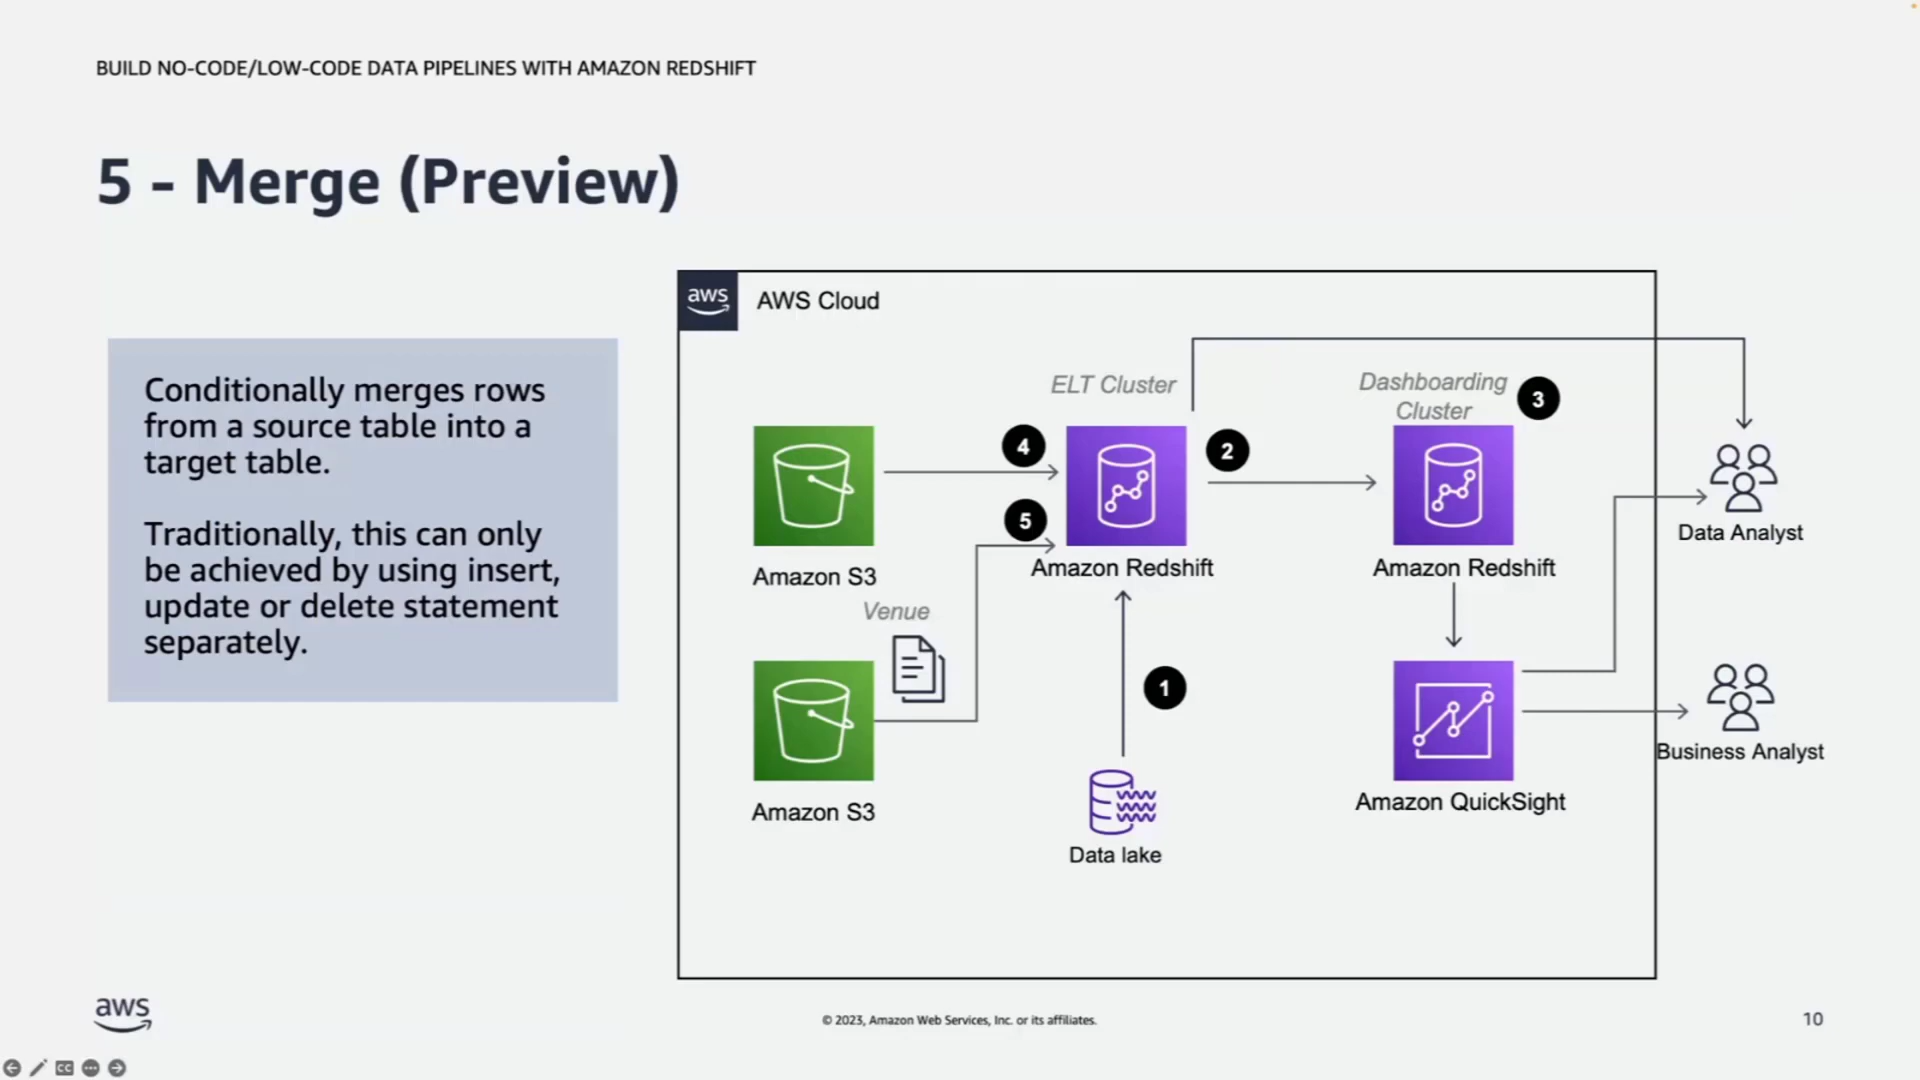 BUILD NO-CODE/LOW-CODE DATA PIPELINES WITH AMAZON REDSHIFT
5 - Merge (Preview)
Conditionally merges rows
from a source table into a
target table.
Traditionally, this can only
be achieved by using insert,
update or delete statement
separately.
aws
AWS Cloud
ELT Cluster
Dashboarding
Cluster
3
4
2
5
Amazon S3
Amazon Redshift
Amazon Redshift
Data Analyst
Venue
1
Amazon S3
Data lake
Amazon QuickSight
Business Analyst
aws
© 2023, Amazon Web Services, Inc. or its affiliates.
10
CC